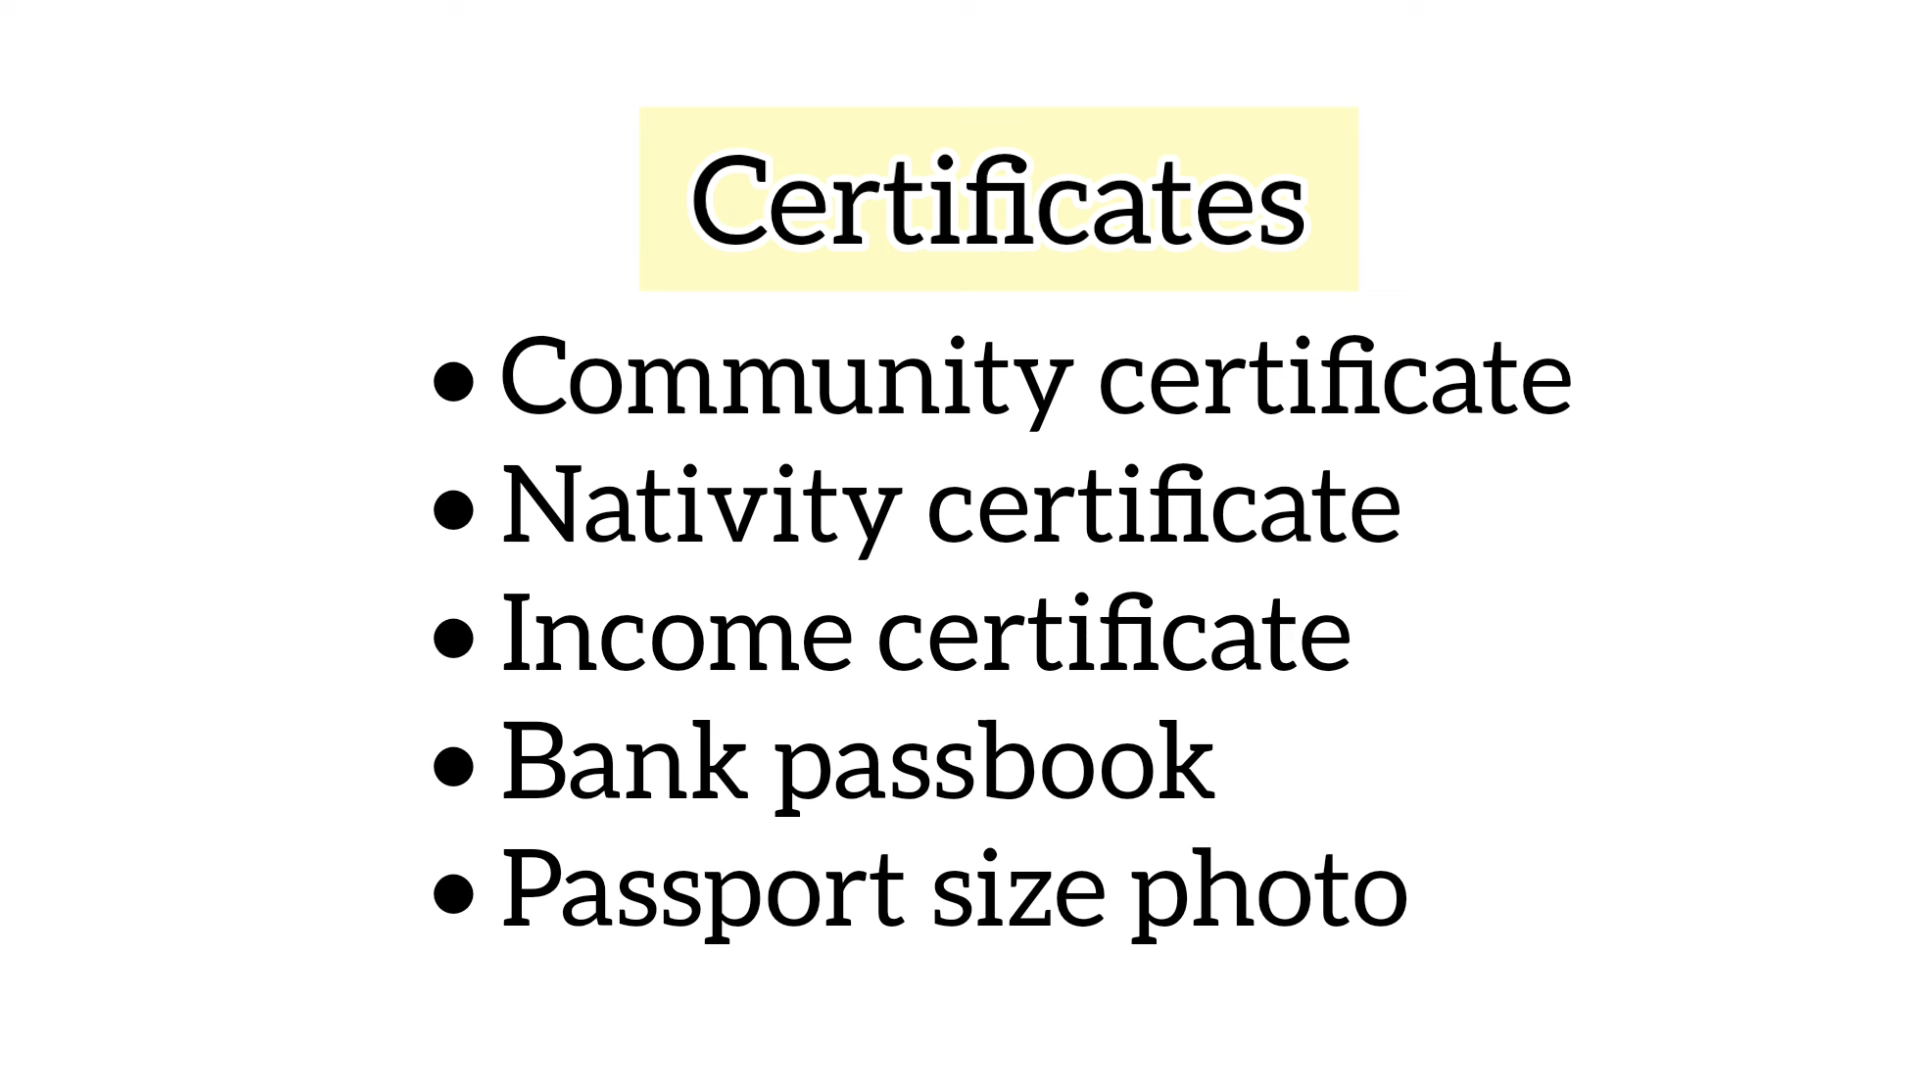 Certificates
• Community certificate
• Nativity certificate
• Income certificate
• Bank passbook
• Passport size photo